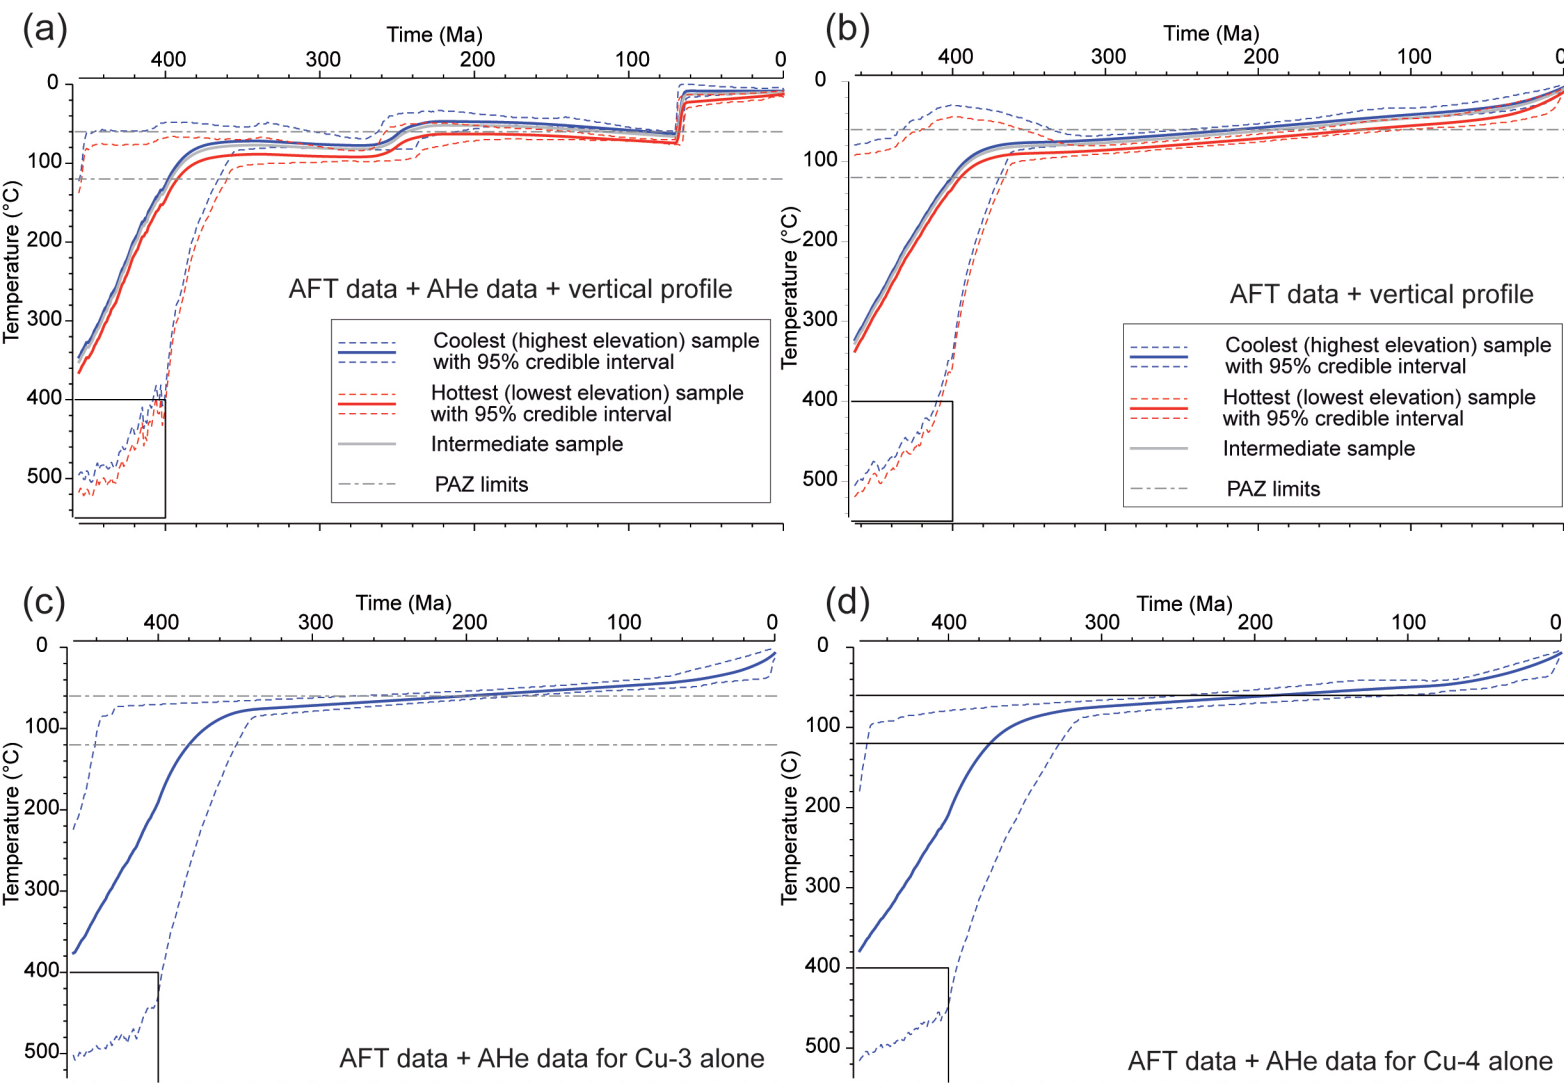 (a)
Time (Ma)
400 300 200 100 0
0
100
200
300
400
500
Temperature (°C)
AFT data + AHe data + vertical profile
Coolest (highest elevation) sample
with 95% credible interval
Hottest (lowest elevation) sample
with 95% credible interval
Intermediate sample
PAZ limits
(b)
Time (Ma)
400 300 200 100 0
0
100
200
300
400
500
Temperature (°C)
AFT data + vertical profile
Coolest (highest elevation) sample
with 95% credible interval
Hottest (lowest elevation) sample
with 95% credible interval
Intermediate sample
PAZ limits
(c)
Time (Ma)
400 300 200 100 0
0
100
200
300
400
500
Temperature (°C)
AFT data + AHe data for Cu-3 alone
(d)
Time (Ma)
400 300 200 100 0
0
100
200
300
400
500
Temperature (C)
AFT data + AHe data for Cu-4 alone